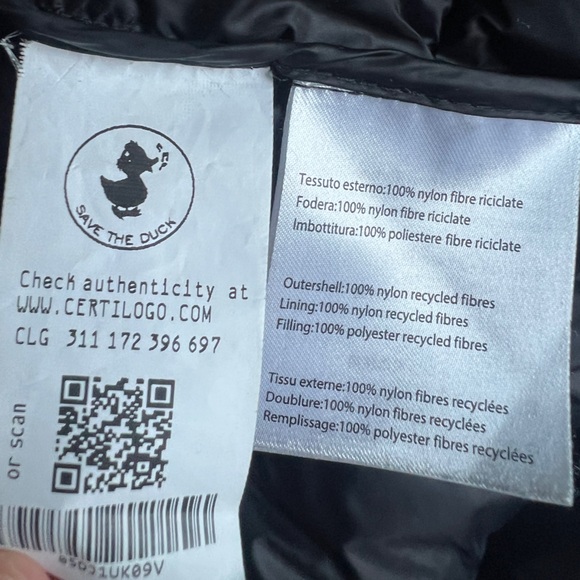 SAVE THE DUCK
Check authenticity at
WWW.CERTILOGO.COM
CLG 311 172 396 697
or scan
Tessuto esterno:100% nylon fibre riciclate
Fodera:100% nylon fibre riciclate
Imbottitura:100% poliestere fibre riciclate
Outershell:100% nylon recycled fibres
Lining:100% nylon recycled fibres
Filling:100% polyester recycled fibres
Tissu externe:100% nylon fibres recyclées
Doublure:100% nylon fibres recyclées
Remplissage:100% polyester fibres recyclées